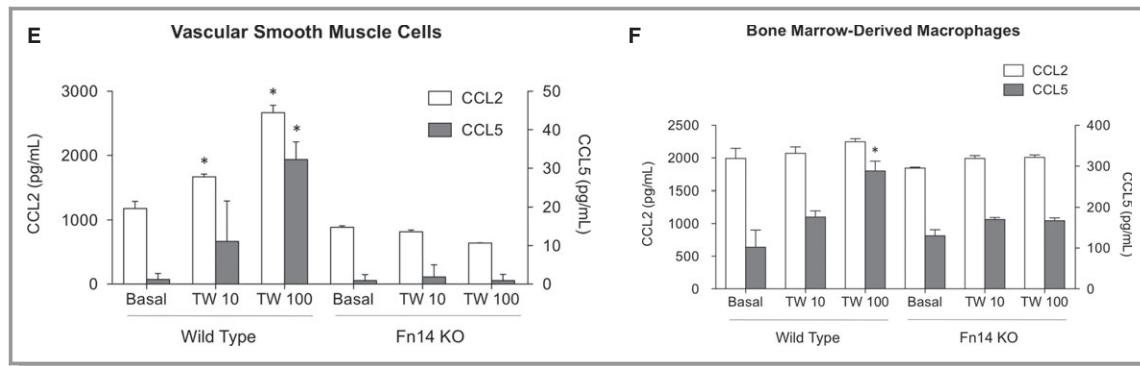 E
Vascular Smooth Muscle Cells
CCL2
CCL5
CCL2 (pg/mL)
3000
2000
1000
0
50
40
30
20
10
0
CCL5 (pg/mL)
*
*
*
Basal TW 10 TW 100 Basal TW 10 TW 100
Wild Type Fn14 KO
F
Bone Marrow-Derived Macrophages
CCL2
CCL5
CCL2 (pg/mL)
2500
2000
1500
1000
500
0
400
300
200
100
0
CCL5 (pg/mL)
*
Basal TW 10 TW 100 Basal TW 10 TW 100
Wild Type Fn14 KO